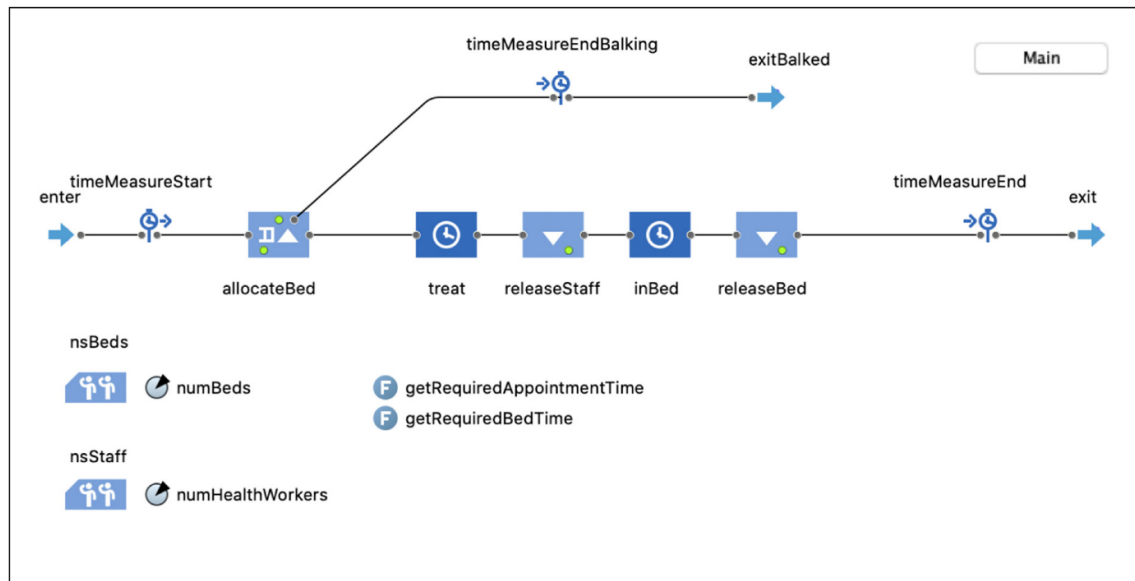 timeMeasureEndBalking
exitBalked
Main
timeMeasureStart
timeMeasureEnd
enter
exit
allocateBed
treat
releaseStaff
inBed
releaseBed
nsBeds
numBeds
F getRequiredAppointmentTime
F getRequiredBedTime
nsStaff
numHealthWorkers